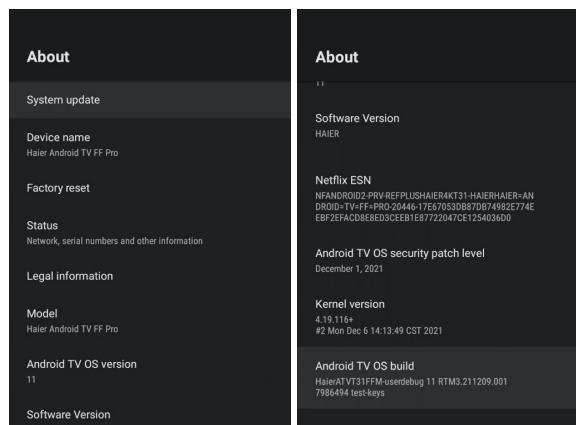 About
System update
Device name
Haier Android TV FF Pro
Factory reset
Status
Network, serial numbers and other information
Legal information
Model
Haier Android TV FF Pro
Android TV OS version
11
Software Version
About
11
Software Version
HAIER
Netflix ESN
NFANDROID2-PRV-REFPLUSHAIER4KT31-HAIERHAIER=AN
DROID=TV=FF=PRO-20446-17E67053DB87DB74982E774E
EBF2EFACD8E8ED3CEEB1E87722047CE1254036D0
Android TV OS security patch level
December 1, 2021
Kernel version
4.19.116+
#2 Mon Dec 6 14:13:49 CST 2021
Android TV OS build
HaierATVT31FFM-userdebug 11 RTM3.211209.001
7986494 test-keys